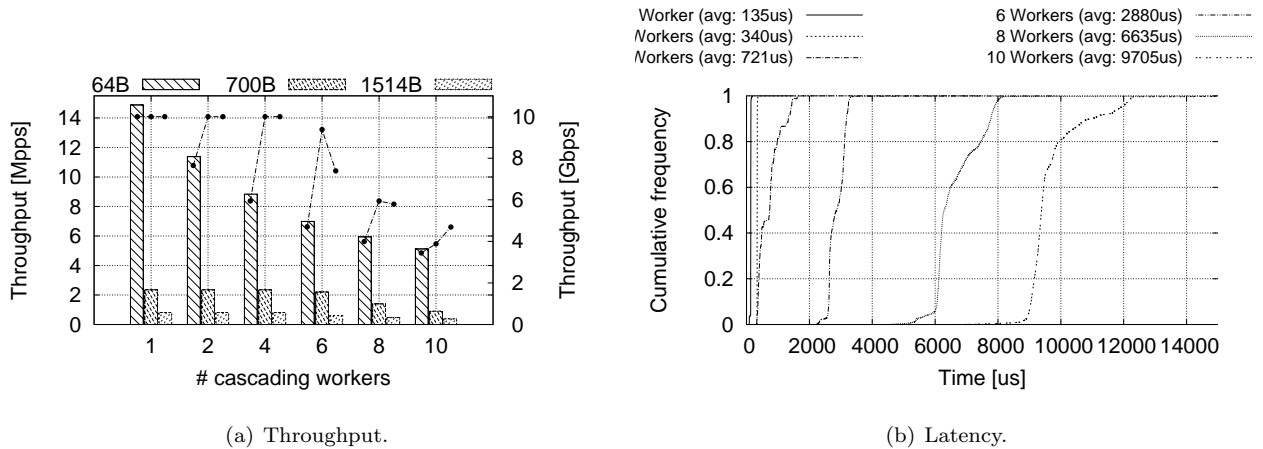 64B 700B 1514B
Throughput [Mpps]
14
12
10
8
6
4
2
0
1 2 4 6 8 10
# cascading workers
10
8
6
4
2
0
Throughput [Gbps]
(a) Throughput.
Worker (avg: 135us)
Workers (avg: 340us)
Workers (avg: 721us)
6 Workers (avg: 2880us)
8 Workers (avg: 6635us)
10 Workers (avg: 9705us)
Cumulative frequency
1
0.8
0.6
0.4
0.2
0
0 2000 4000 6000 8000 10000 12000 14000
Time [us]
(b) Latency.